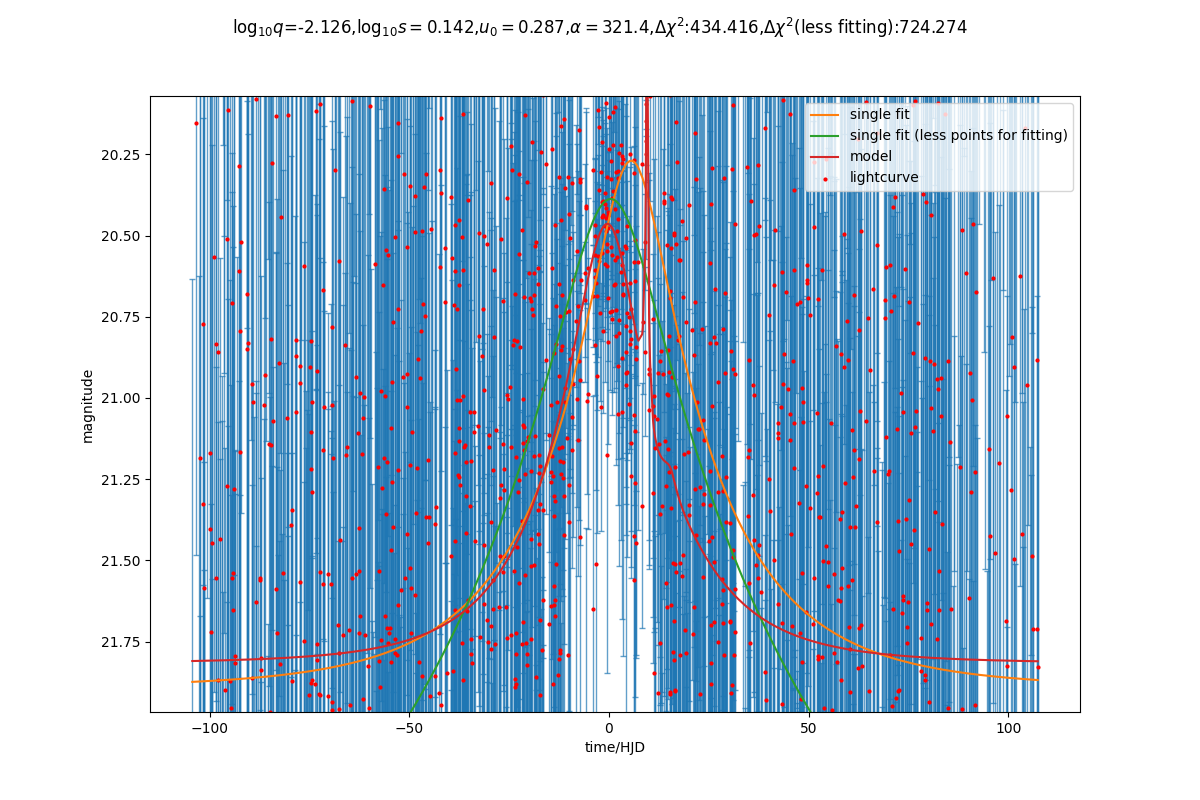 log₁₀q=-2.126,log₁₀s = 0.142,u₀ = 0.287,α = 321.4,Δχ²:434.416,Δχ²(less fitting):724.274
single fit
single fit (less points for fitting)
model
lightcurve
20.25
20.50
20.75
21.00
21.25
21.50
21.75
magnitude
−100
−50
0
50
100
time/HJD